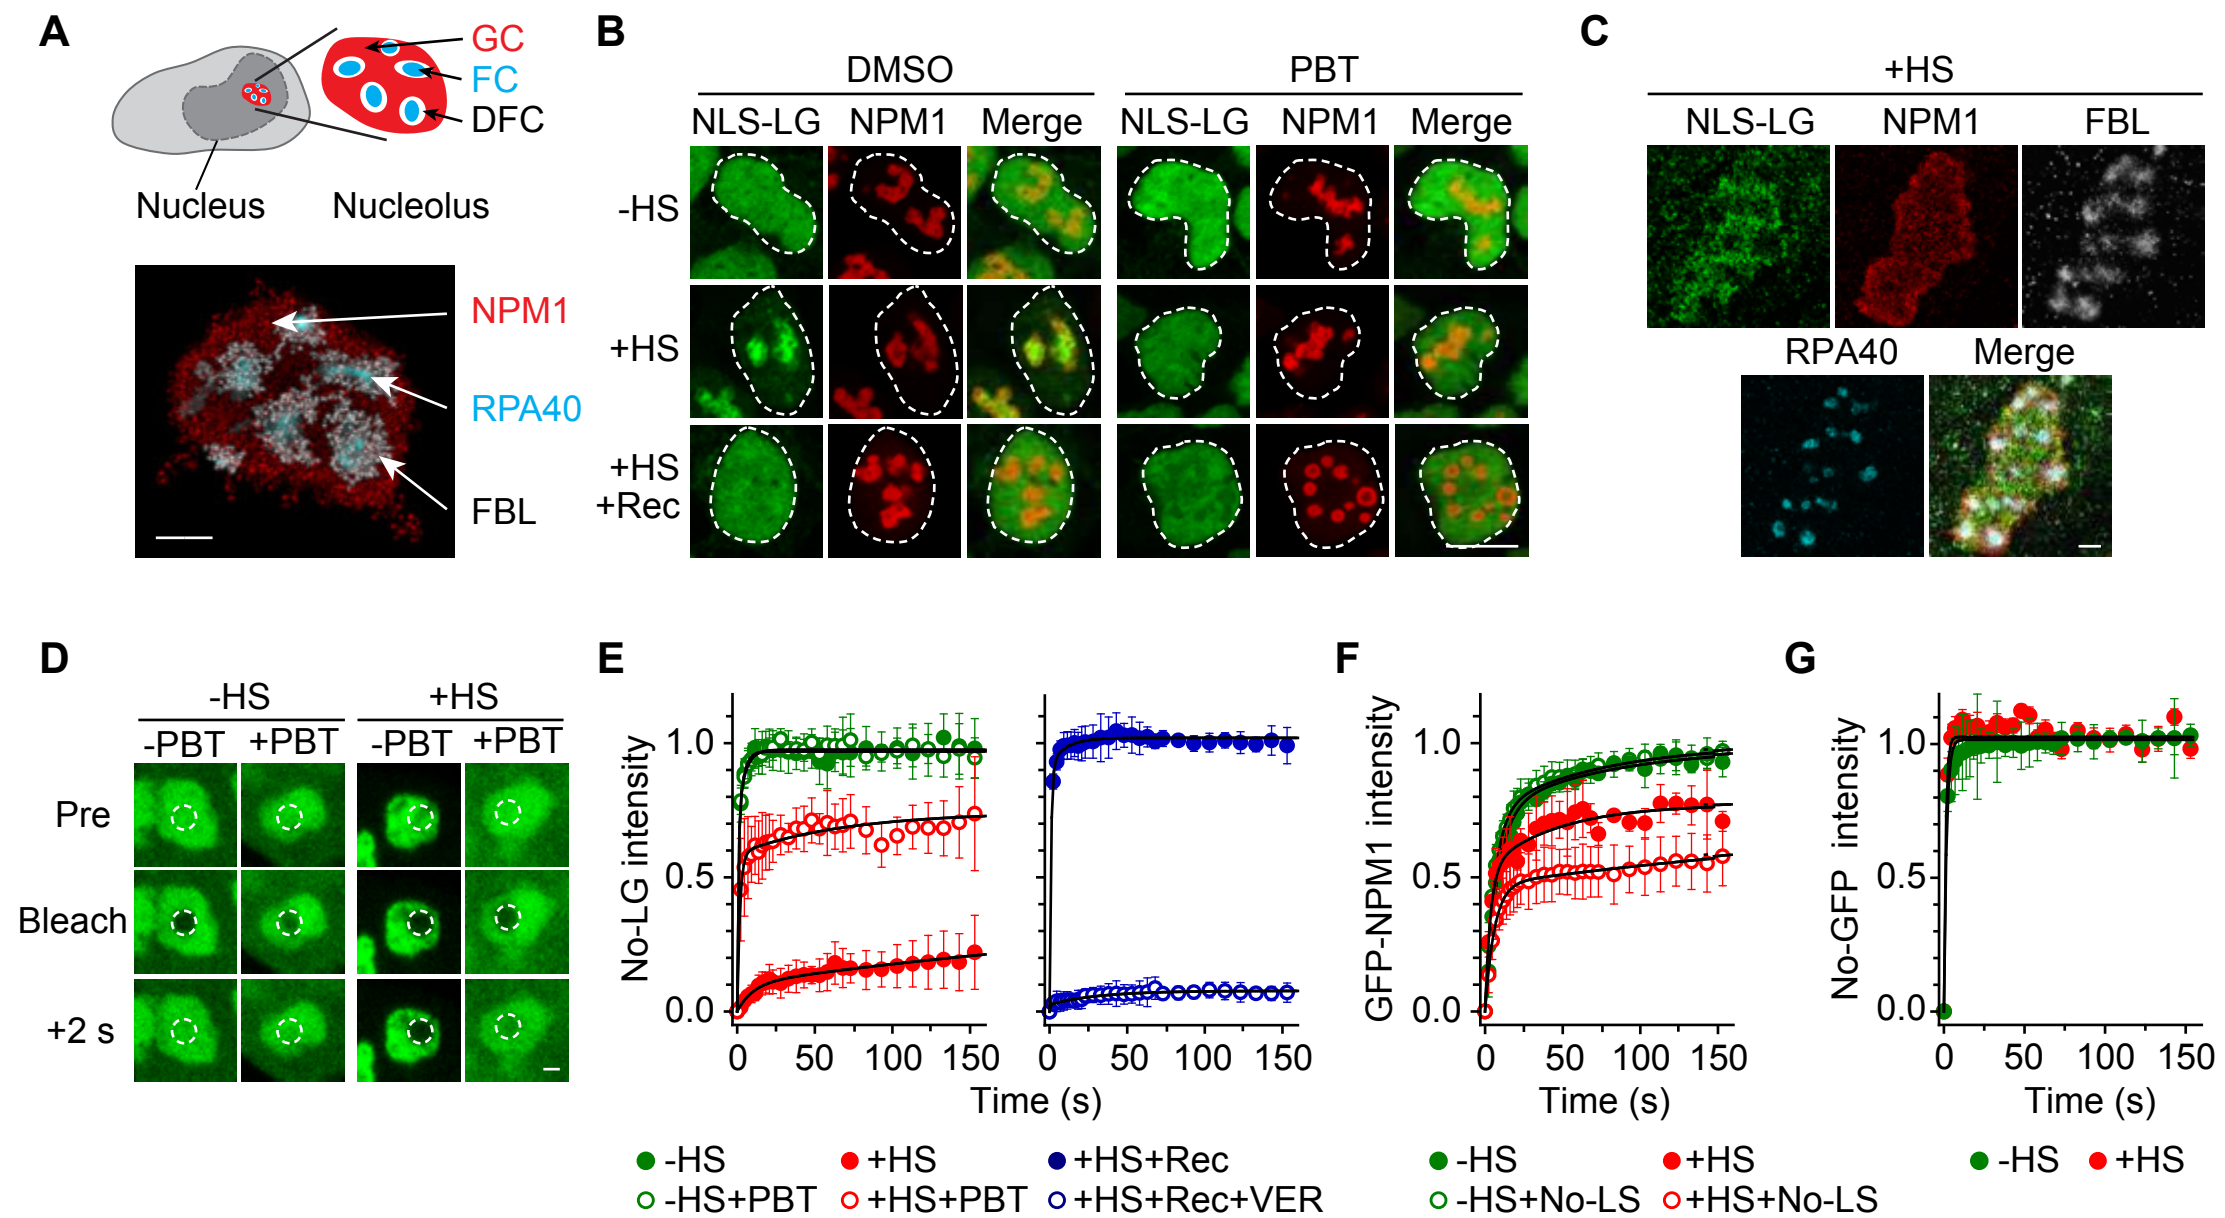 A
GC
FC
DFC
Nucleus
Nucleolus
NPM1
RPA40
FBL
B
DMSO
PBT
NLS-LG NPM1 Merge NLS-LG NPM1 Merge
-HS
+HS
+HS
+Rec
C
+HS
NLS-LG NPM1 FBL
RPA40 Merge
D
-HS +HS
-PBT +PBT -PBT +PBT
Pre
Bleach
+2 s
E
No-LG intensity
1.0
0.5
0.0
0 50 100 150 0 50 100 150
Time (s)
-HS +HS +HS+Rec
-HS+PBT +HS+PBT +HS+Rec+VER
F
GFP-NPM1 intensity
1.0
0.5
0.0
0 50 100 150
Time (s)
-HS +HS
-HS+No-LS +HS+No-LS
G
No-GFP intensity
1.0
0.5
0.0
0 50 100 150
Time (s)
-HS +HS